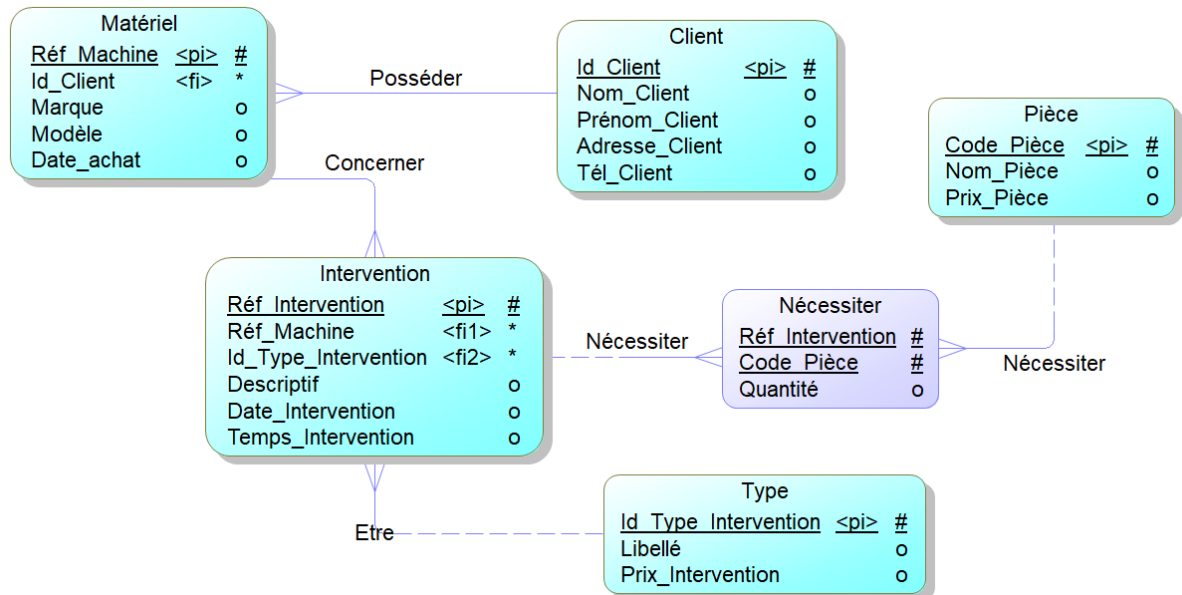 Matériel
Réf_Machine <pi> #
Id_Client <fi> *
Marque o
Modèle o
Date_achat o
Posséder
Client
Id_Client <pi> #
Nom_Client o
Prénom_Client o
Adresse_Client o
Tél_Client o
Pièce
Code_Pièce <pi> #
Nom_Pièce o
Prix_Pièce o
Concerner
Intervention
Réf_Intervention <pi> #
Réf_Machine <fi1> *
Id_Type_Intervention <fi2> *
Descriptif o
Date_Intervention o
Temps_Intervention o
Nécessiter
Nécessiter
Réf_Intervention #
Code_Pièce #
Quantité o
Nécessiter
Etre
Type
Id_Type_Intervention <pi> #
Libellé o
Prix_Intervention o